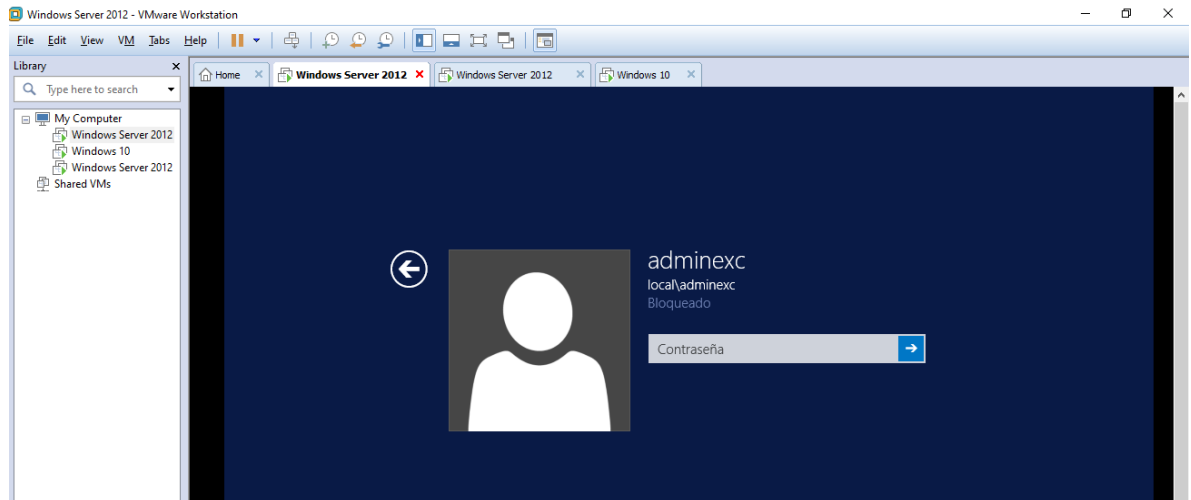 Windows Server 2012 - VMware Workstation
File Edit View VM Tabs Help
Library
Type here to search
My Computer
Windows Server 2012
Windows 10
Windows Server 2012
Shared VMs
Home Windows Server 2012 Windows Server 2012 Windows 10
adminexc
local\adminexc
Bloqueado
Contraseña